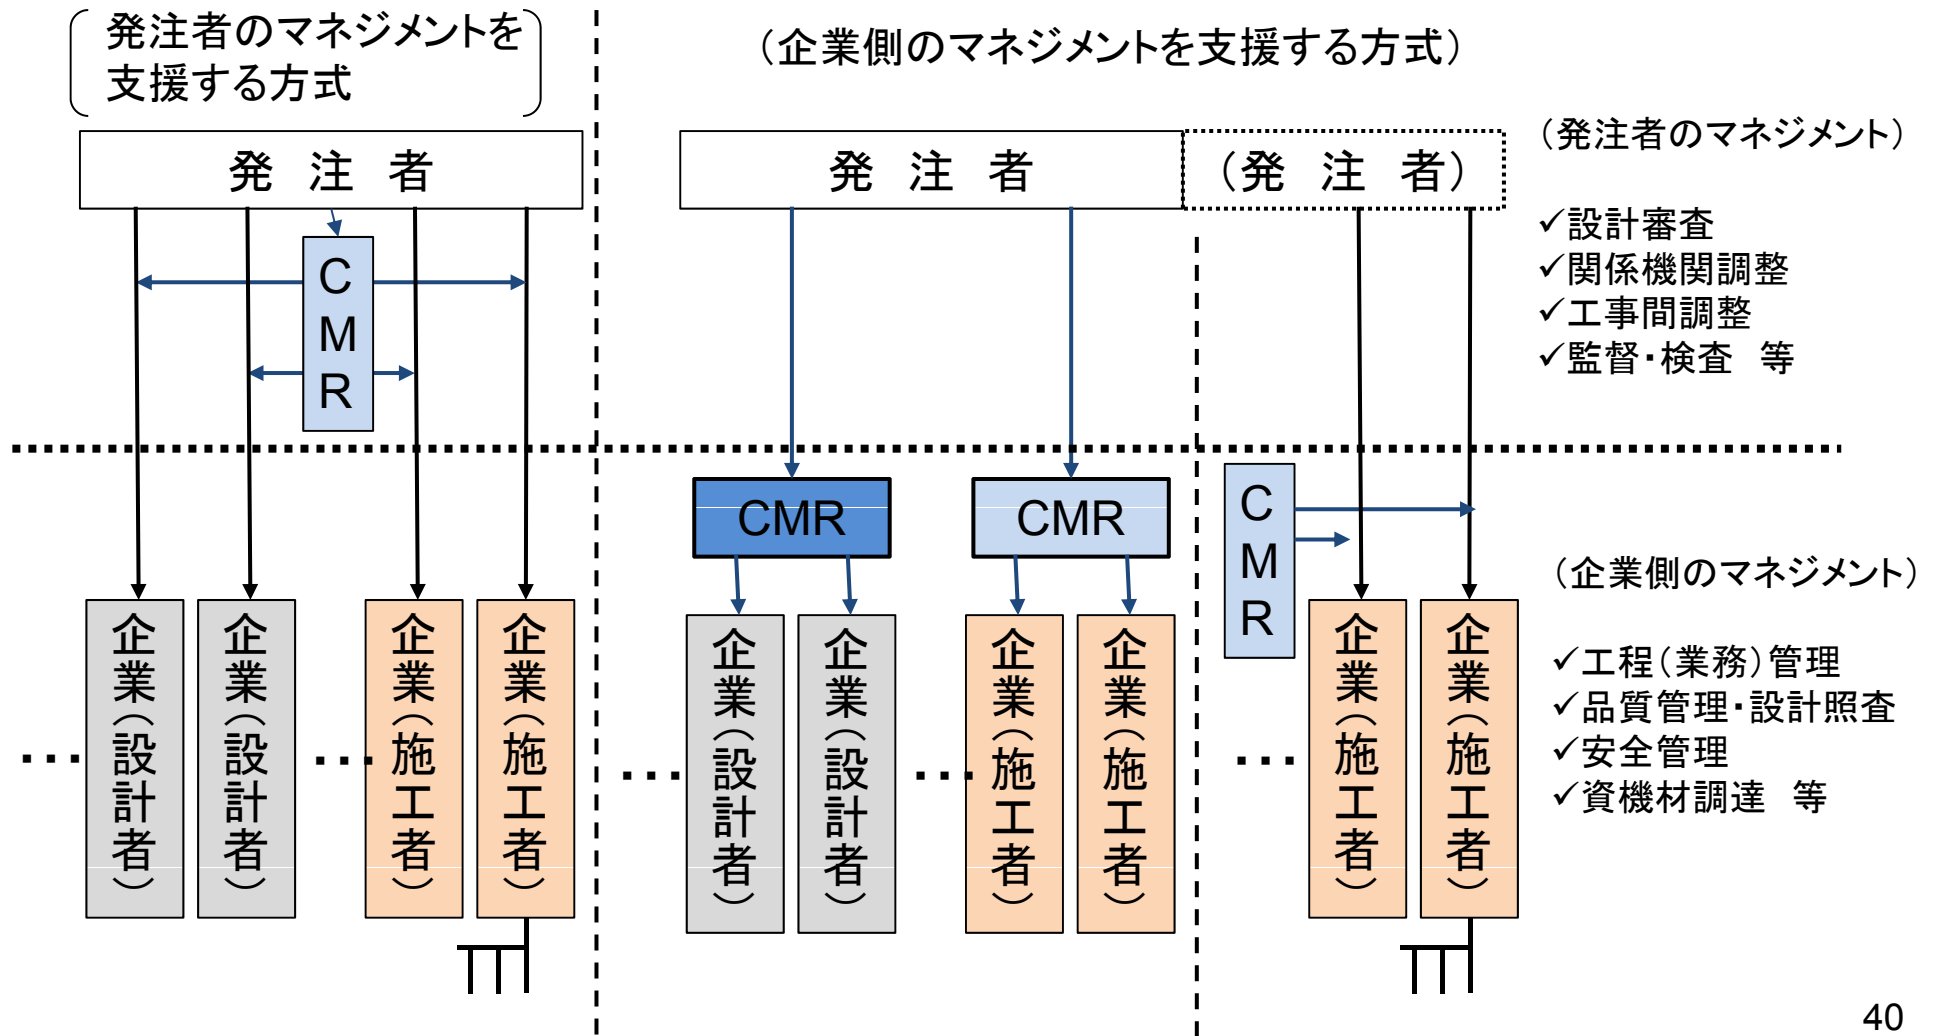 発注者のマネジメントを
支援する方式
（企業側のマネジメントを支援する方式）
発　注　者
発　注　者
（発　注　者）
（発注者のマネジメント）
✓設計審査
✓関係機関調整
✓工事間調整
✓監督・検査　等
CMR
CMR
CMR
CMR
（企業側のマネジメント）
✓工程（業務）管理
✓品質管理・設計照査
✓安全管理
✓資機材調達　等
･･･
企業（設計者）
企業（設計者）
･･･
企業（施工者）
企業（施工者）
･･･
企業（設計者）
企業（設計者）
･･･
企業（施工者）
企業（施工者）
･･･
企業（施工者）
企業（施工者）
40